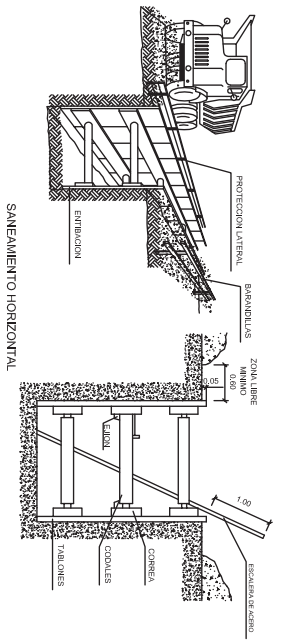 PROTECCION LATERAL
BARANDILLAS
ENTIBACION
SANEAMIENTO HORIZONTAL
ZONA LIBRE
MINIMO
0.60
0,05
1.00
ESCALERA DE ACERO
EJION
CORREA
CODALES
TABLONES